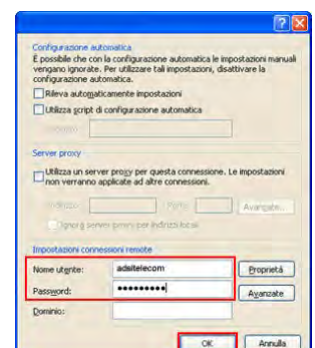 Configurazione automatica
È possibile che con la configurazione automatica le impostazioni manuali
vengano ignorate. Per utilizzare tali impostazioni, disattivare la
configurazione automatica.
Rileva automaticamente impostazioni
Utilizza script di configurazione automatica
Indirizzo:
Server proxy
Utilizza un server proxy per questa connessione. Le impostazioni
non verranno applicate ad altre connessioni.
Indirizzo: Porta: Avanzate...
Ignora server proxy per indirizzi locali
Impostazioni connessioni remote
Nome utente: adsltelecom Proprietà
Password: ●●●●●●●●● Avanzate
Dominio:
OK Annulla